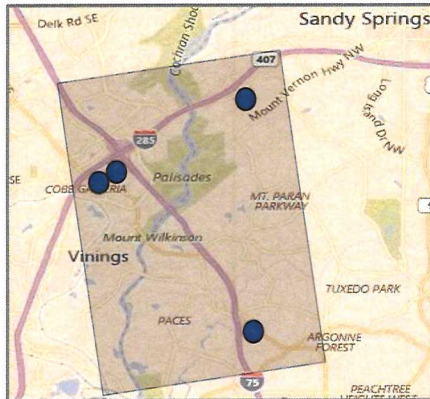 Sandy Springs
Delk Rd SE
Cochran Shoa
407
Mount Vernon Hwy NW
Long Island Dr NW
285
SE
COBB GALLERIA
Palisades
MT. PARAN
PARKWAY
Mount Wilkinson
Vinings
TUXEDO PARK
PACES
ARGONNE
FOREST
75
PEACHTREE
HEIGHTS WEST